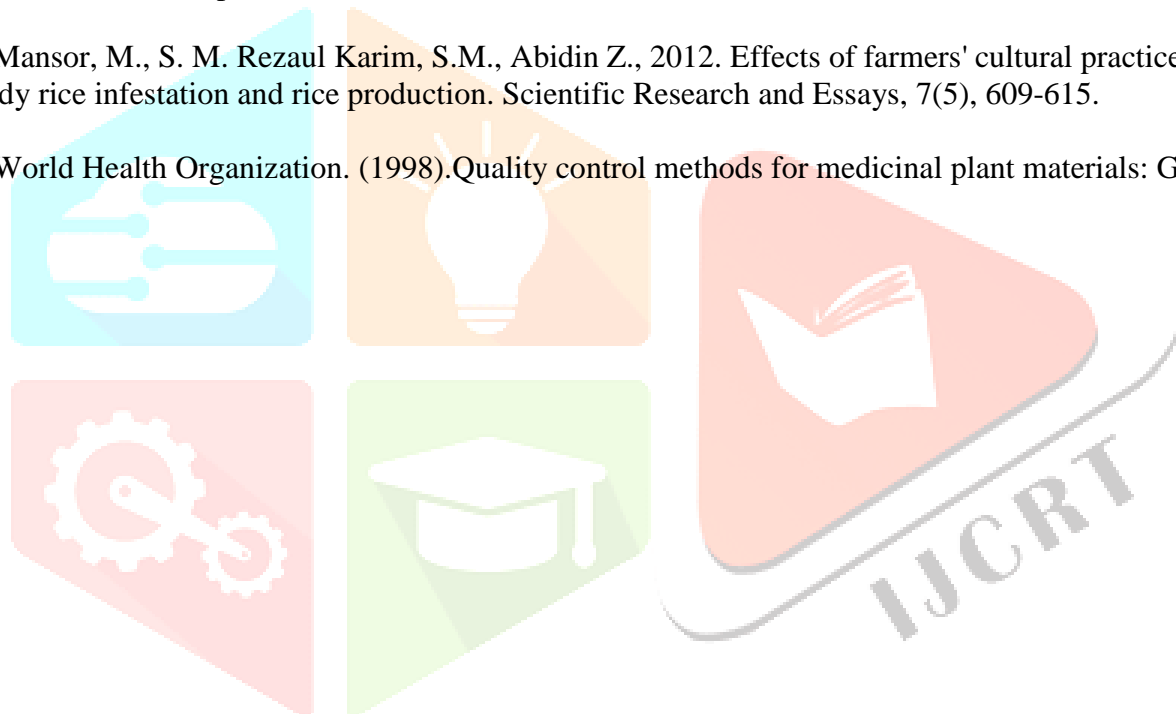 Mansor, M., S. M. Rezaul Karim, S.M., Abidin Z., 2012. Effects of farmers' cultural practice
dy rice infestation and rice production. Scientific Research and Essays, 7(5), 609-615.
World Health Organization. (1998).Quality control methods for medicinal plant materials: G
IJCRT